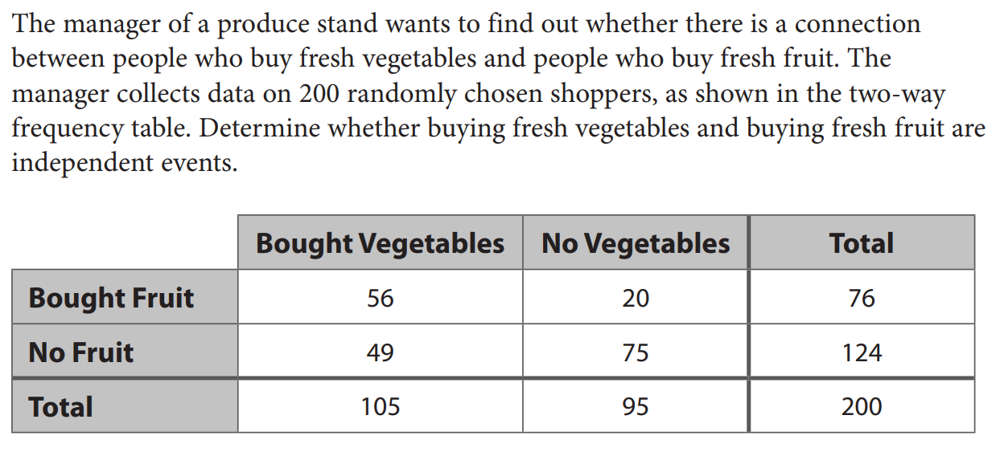 The manager of a produce stand wants to find out whether there is a connection
between people who buy fresh vegetables and people who buy fresh fruit. The
manager collects data on 200 randomly chosen shoppers, as shown in the two-way
frequency table. Determine whether buying fresh vegetables and buying fresh fruit are
independent events.
Bought Vegetables No Vegetables Total
Bought Fruit 56 20 76
No Fruit 49 75 124
Total 105 95 200